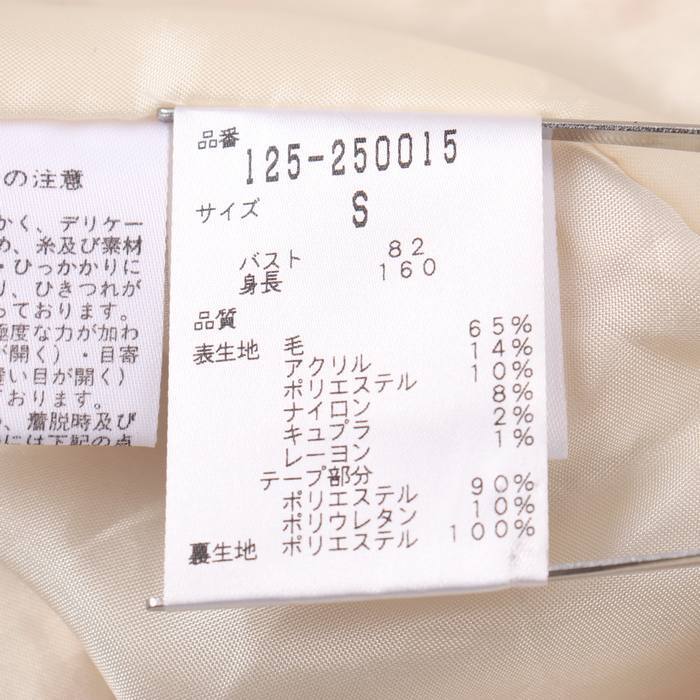 の注意
かく、デリケー
め、糸及び素材
・ひっかかりに
り、ひきつれが
っております。
極度な力が加わ
が開く）・目寄
縫い目が開く）
ております。
、着脱時及び
には下記の点
品番
125-250015
サイズ S
バスト 82
身長 160
品質
表生地 毛 65%
アクリル 14%
ポリエステル 10%
ナイロン 8%
キュプラ 2%
レーヨン 1%
テープ部分
ポリエステル 90%
ポリウレタン 10%
裏生地 ポリエステル 100%